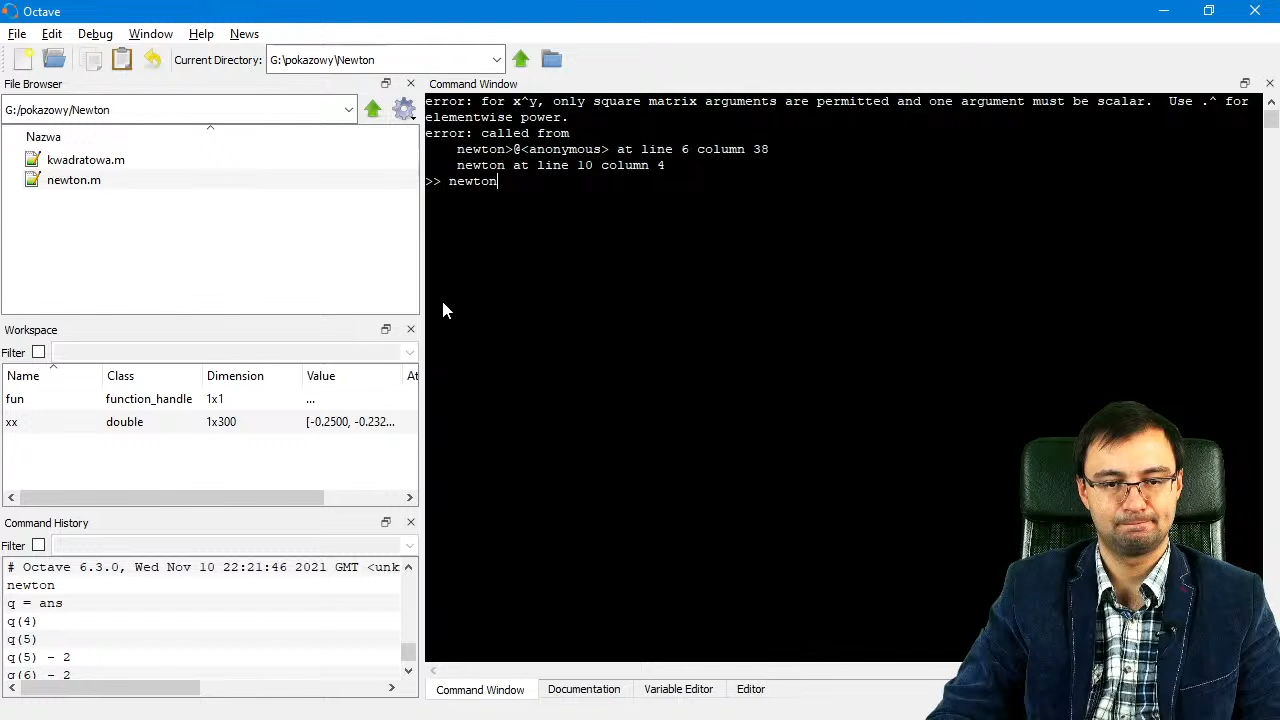 Octave
File Edit Debug Window Help News
Current Directory: G:\pokazowy\Newton
File Browser
G:/pokazowy/Newton
Nazwa
kwadratowa.m
newton.m
Workspace
Filter
Name Class Dimension Value At
fun function_handle 1x1 ...
xx double 1x300 [-0.2500, -0.232...
Command History
Filter
# Octave 6.3.0, Wed Nov 10 22:21:46 2021 GMT <unk
newton
q = ans
q(4)
q(5)
q(5) - 2
q(6) - 2
Command Window
error: for x^y, only square matrix arguments are permitted and one argument must be scalar.  Use .^ for
elementwise power.
error: called from
    newton>@<anonymous> at line 6 column 38
    newton at line 10 column 4
>> newton
Command Window Documentation Variable Editor Editor